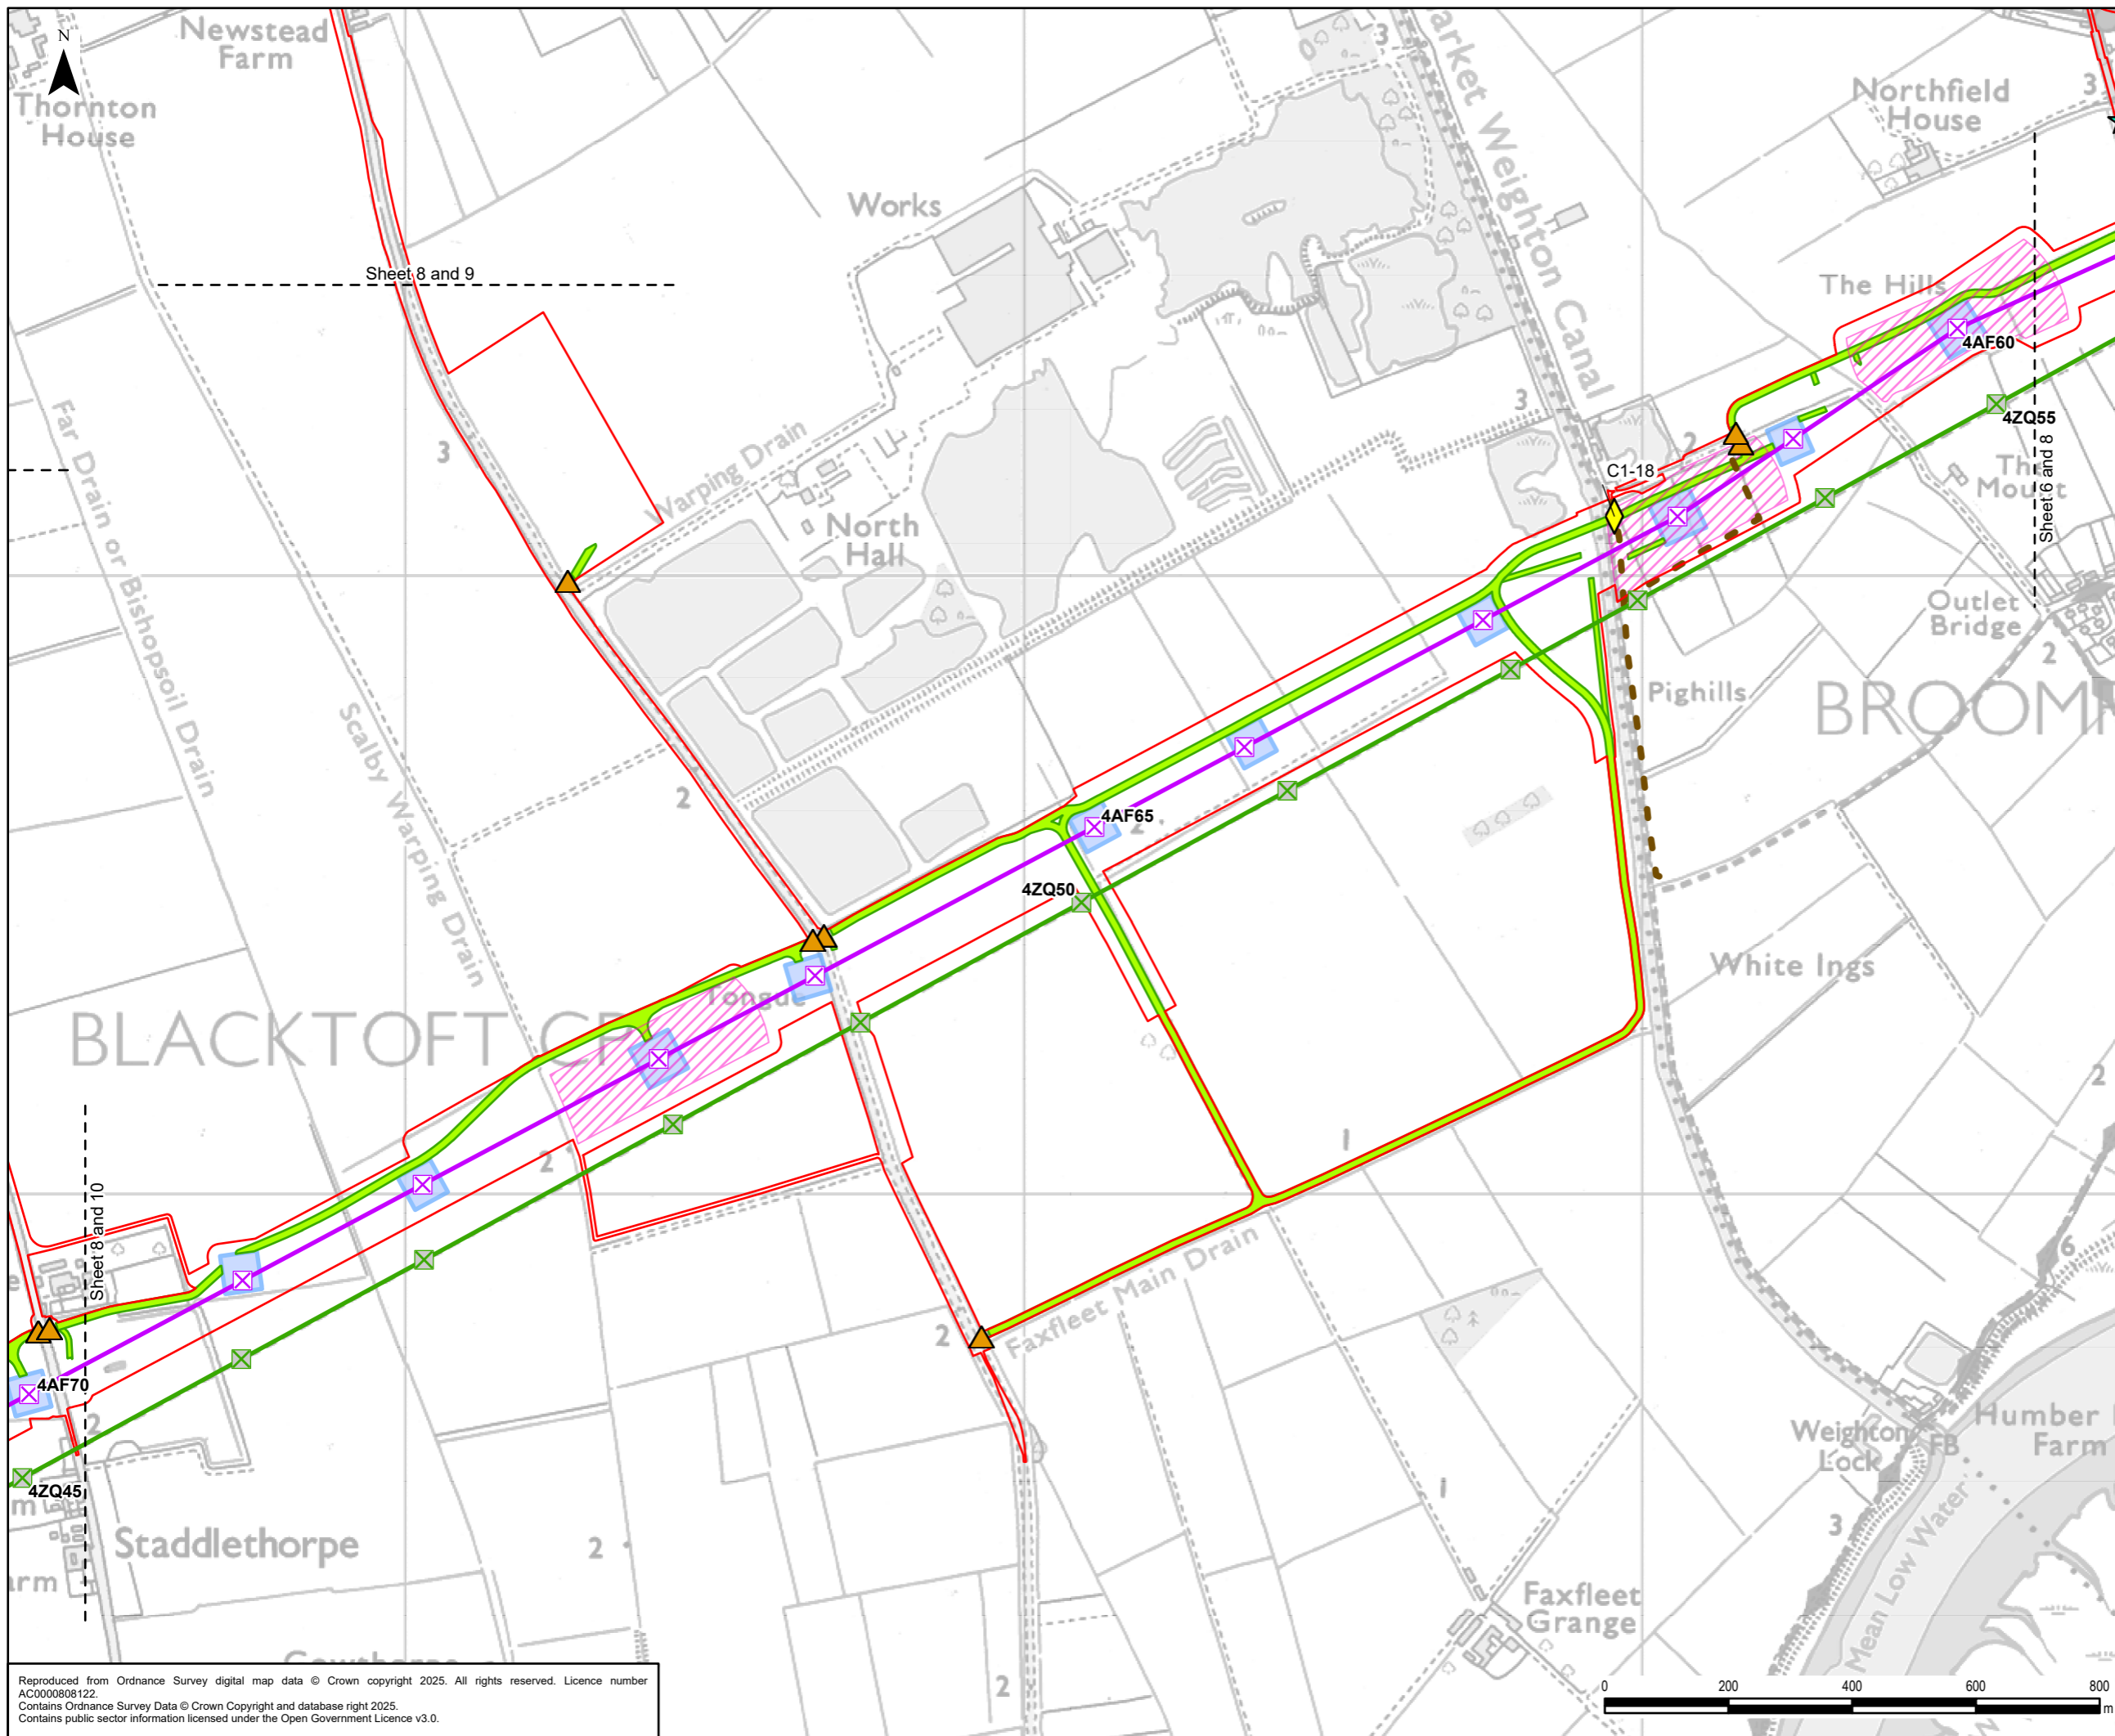 Newstead
Farm
N
Thornton
House
Market Weighton Canal
3
3
Northfield
House
Works
Sheet 8 and 9
The Hills
4AF60
4ZQ55
Far Drain or Bishopsoil Drain
3
Warping Drain
3
2
C1-18
The
Mount
Sheet 6 and 8
North
Hall
Outlet
Bridge
2
Scalby Warping Drain
Pighills
BROOMF
2
4AF65
2
4ZQ50
White Ings
Tongue
BLACKTOFT CP
2
1
2
Sheet 8 and 10
6
2
Faxfleet Main Drain
4AF70
2
Humber
Farm
Weighton
Lock
FB
1
4ZQ45
m
Staddlethorpe
2
3
Mean Low Water
arm
Faxfleet
Grange
2
Reproduced from Ordnance Survey digital map data © Crown copyright 2025. All rights reserved. Licence number
AC0000808122.
Contains Ordnance Survey Data © Crown Copyright and database right 2025.
Contains public sector information licensed under the Open Government Licence v3.0.
0 200 400 600 800
m